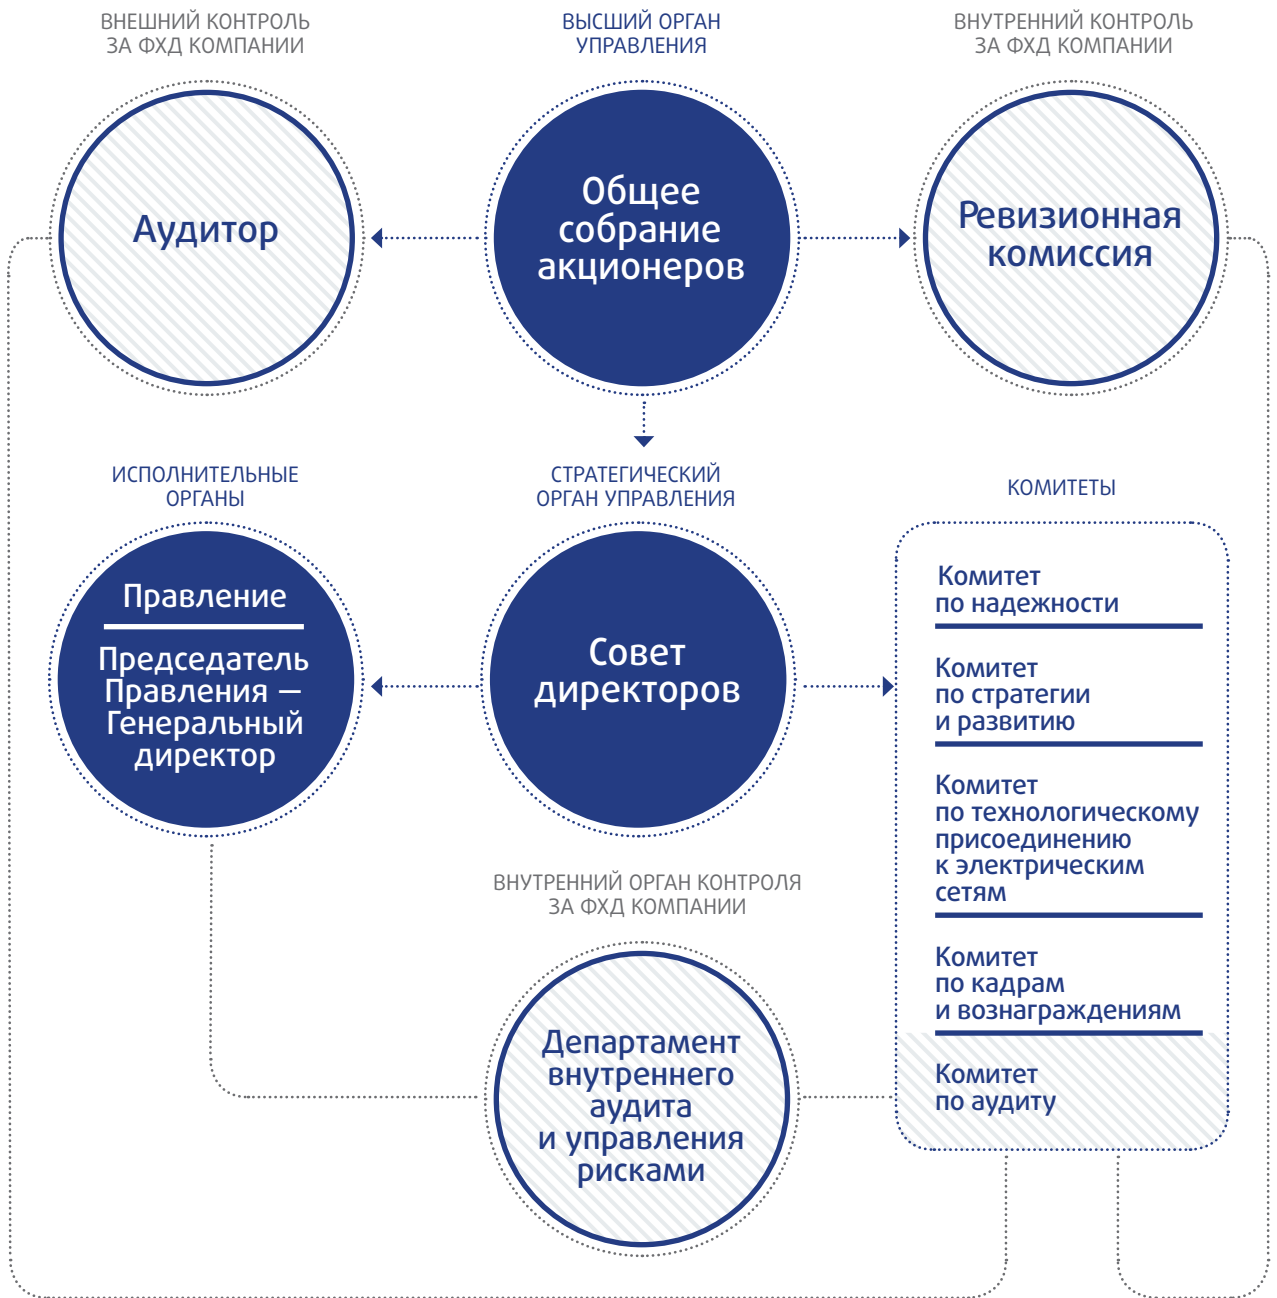 ВНЕШНИЙ КОНТРОЛЬ
ЗА ФХД КОМПАНИИ
Аудитор
ВЫСШИЙ ОРГАН
УПРАВЛЕНИЯ
Общее
собрание
акционеров
ВНУТРЕННИЙ КОНТРОЛЬ
ЗА ФХД КОМПАНИИ
Ревизионная
комиссия
ИСПОЛНИТЕЛЬНЫЕ
ОРГАНЫ
Правление
Председатель
Правления —
Генеральный
директор
СТРАТЕГИЧЕСКИЙ
ОРГАН УПРАВЛЕНИЯ
Совет
директоров
КОМИТЕТЫ
Комитет
по надежности
Комитет
по стратегии
и развитию
Комитет
по технологическому
присоединению
к электрическим
сетям
Комитет
по кадрам
и вознаграждениям
Комитет
по аудиту
ВНУТРЕННИЙ ОРГАН КОНТРОЛЯ
ЗА ФХД КОМПАНИИ
Департамент
внутреннего
аудита
и управления
рисками